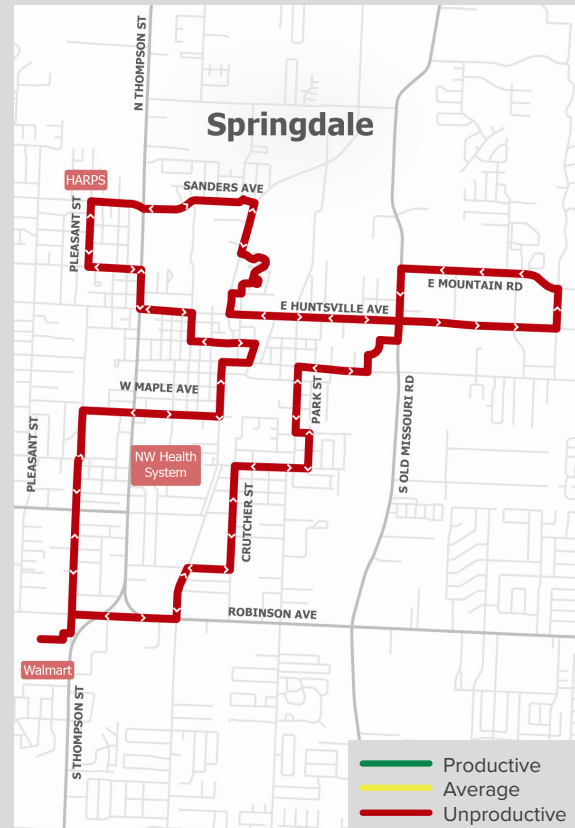 N THOMPSON ST
Springdale
HARPS
SANDERS AVE
PLEASANT ST
E MOUNTAIN RD
E HUNTSVILLE AVE
W MAPLE AVE
PARK ST
S OLD MISSOURI RD
PLEASANT ST
NW Health
System
CRUTCHER ST
ROBINSON AVE
Walmart
S THOMPSON ST
Productive
Average
Unproductive